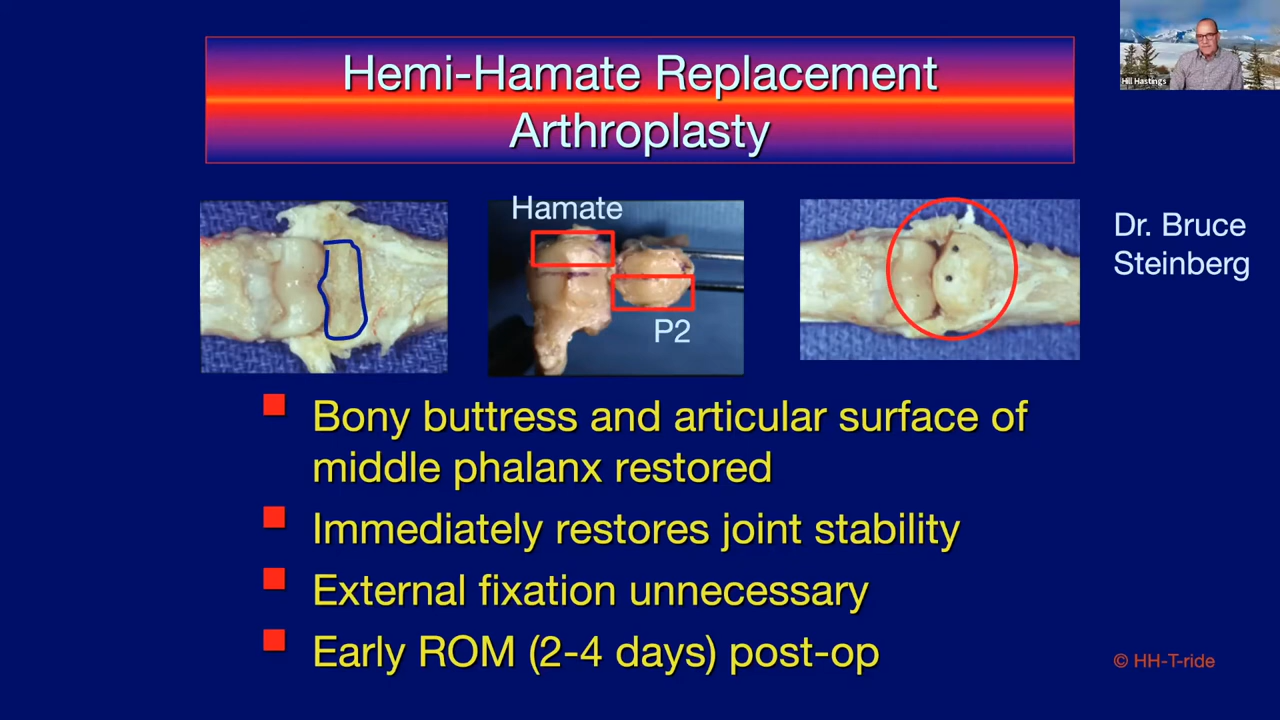 Hemi-Hamate Replacement
Arthroplasty
Hill Hastings
Hamate
P2
Dr. Bruce
Steinberg
Bony buttress and articular surface of
middle phalanx restored
Immediately restores joint stability
External fixation unnecessary
Early ROM (2-4 days) post-op
© HH-T-ride